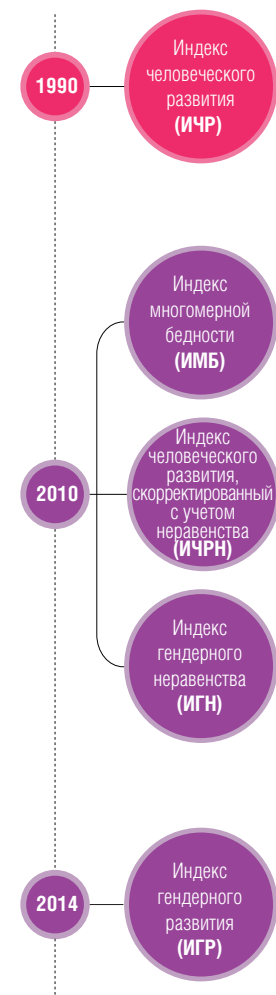 1990
Индекс
человеческого
развития
(ИЧР)
2010
Индекс
многомерной
бедности
(ИМБ)
Индекс
человеческого
развития,
скорректированный
с учетом
неравенства
(ИЧРН)
Индекс
гендерного
неравенства
(ИГН)
2014
Индекс
гендерного
развития
(ИГР)